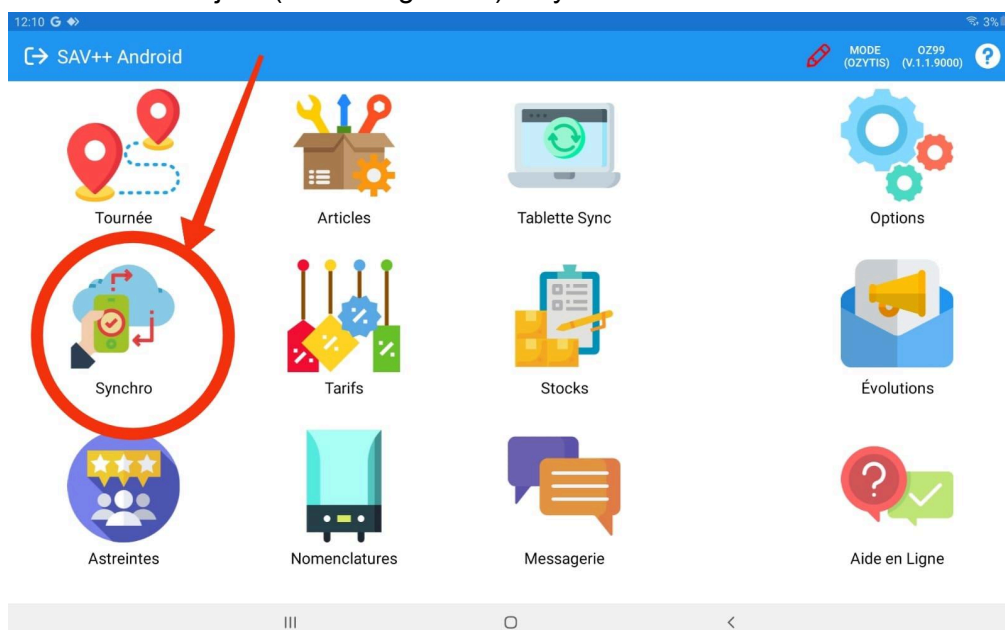 12:10 G
3%
SAV++ Android
MODE
(OZYTIS)
OZ99
(V.1.1.9000)
?
Tournée
Articles
Tablette Sync
Options
Synchro
Tarifs
Stocks
Évolutions
Astreintes
Nomenclatures
Messagerie
Aide en Ligne